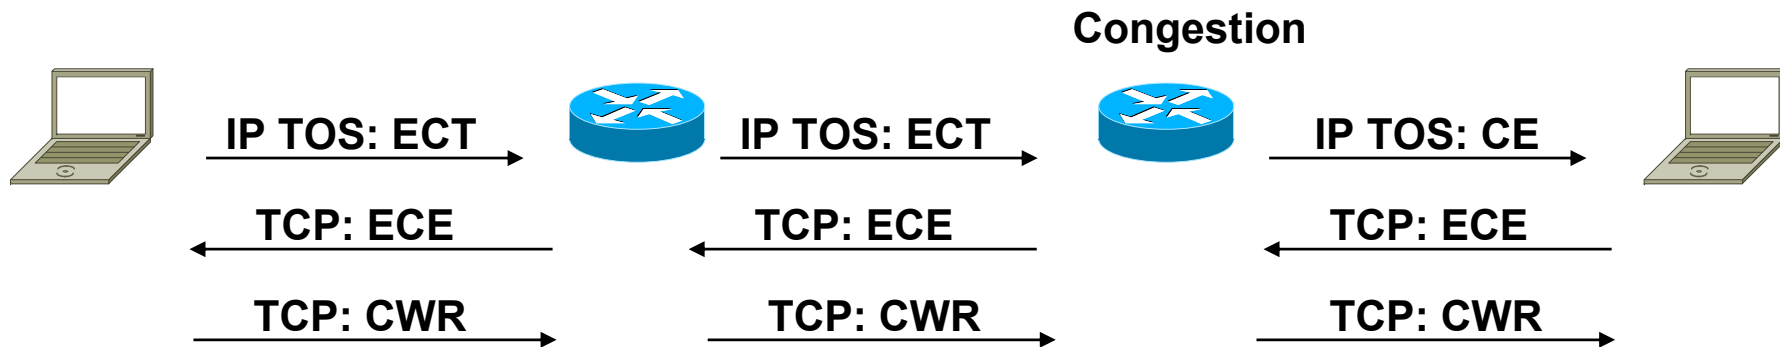 Congestion
IP TOS: ECT
IP TOS: ECT
IP TOS: CE
TCP: ECE
TCP: ECE
TCP: ECE
TCP: CWR
TCP: CWR
TCP: CWR